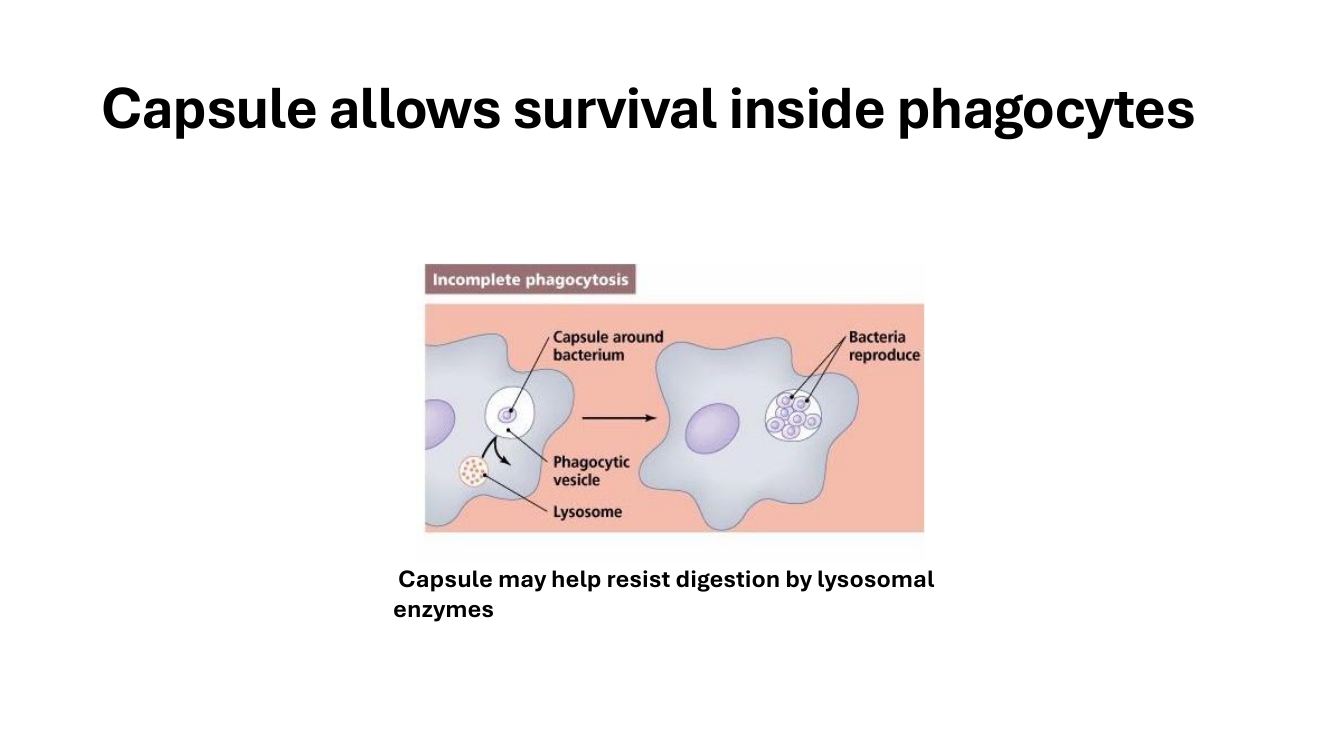 Capsule allows survival inside phagocytes
Incomplete phagocytosis
Capsule around
bacterium
Bacteria
reproduce
Phagocytic
vesicle
Lysosome
Capsule may help resist digestion by lysosomal
enzymes